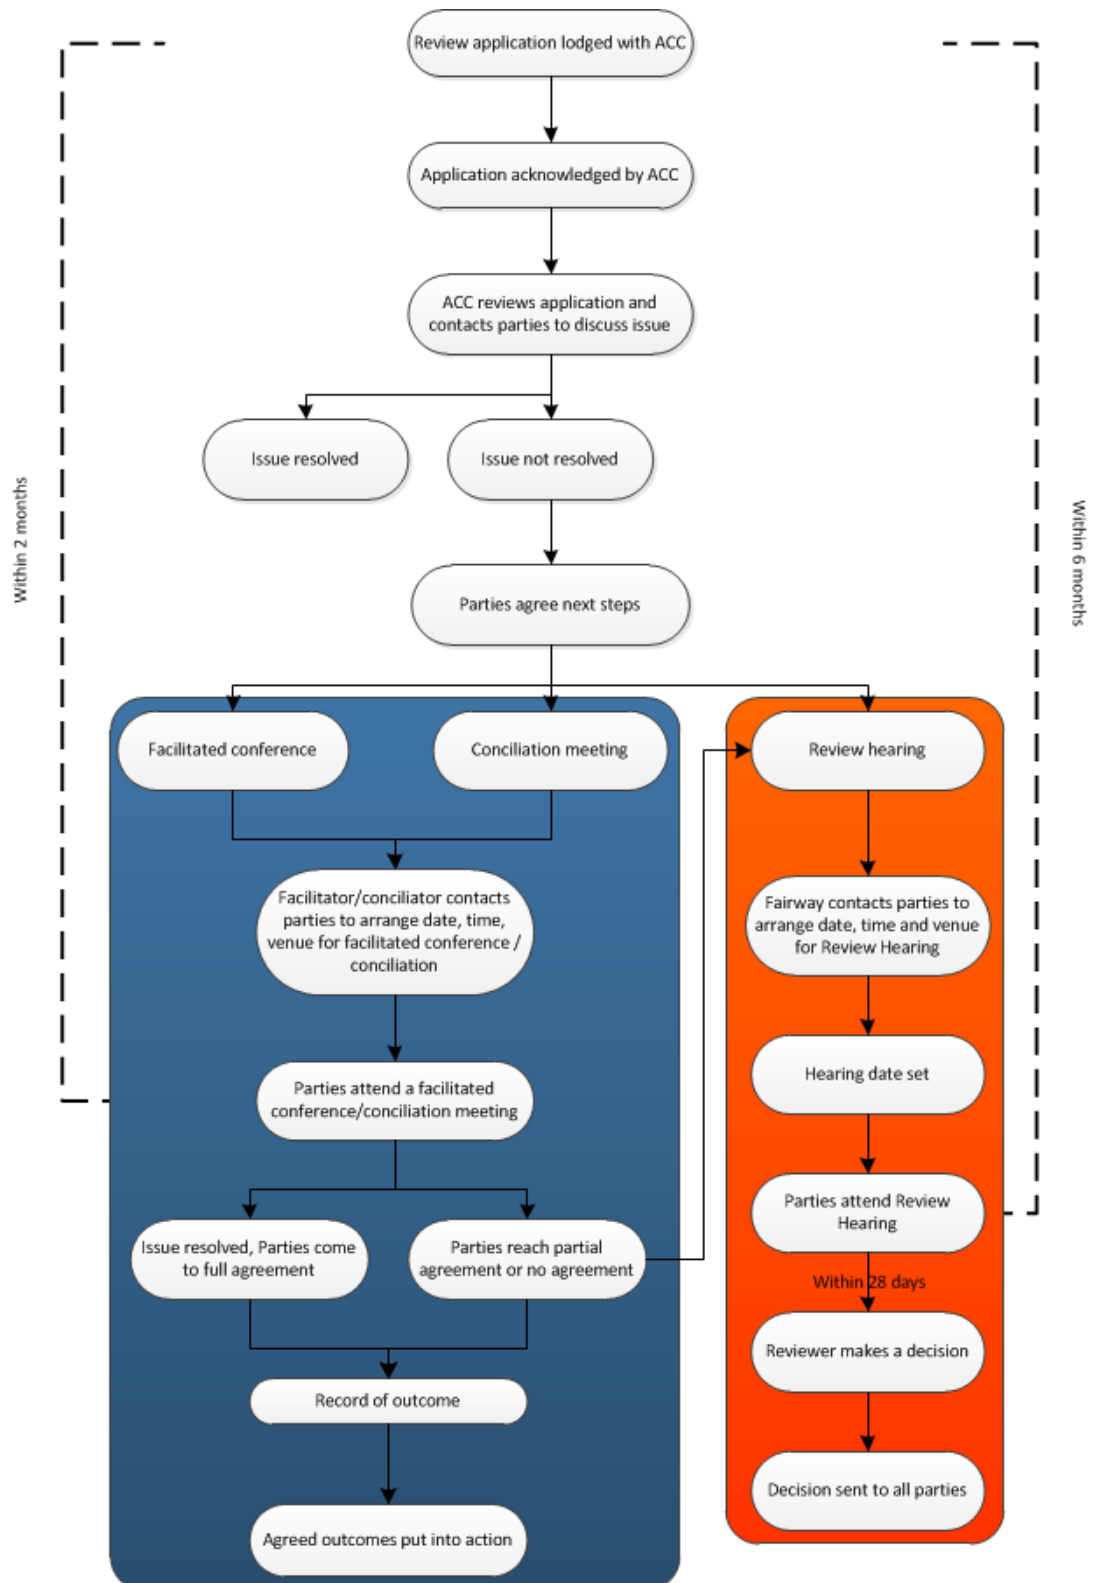 Review application lodged with ACC
Application acknowledged by ACC
ACC reviews application and
contacts parties to discuss issue
Issue resolved
Issue not resolved
Within 2 months
Within 6 months
Parties agree next steps
Facilitated conference
Conciliation meeting
Review hearing
Facilitator/conciliator contacts
parties to arrange date, time,
venue for facilitated conference /
conciliation
Fairway contacts parties to
arrange date, time and venue
for Review Hearing
Parties attend a facilitated
conference/conciliation meeting
Hearing date set
Issue resolved, Parties come
to full agreement
Parties reach partial
agreement or no agreement
Parties attend Review
Hearing
Within 28 days
Reviewer makes a decision
Record of outcome
Decision sent to all parties
Agreed outcomes put into action